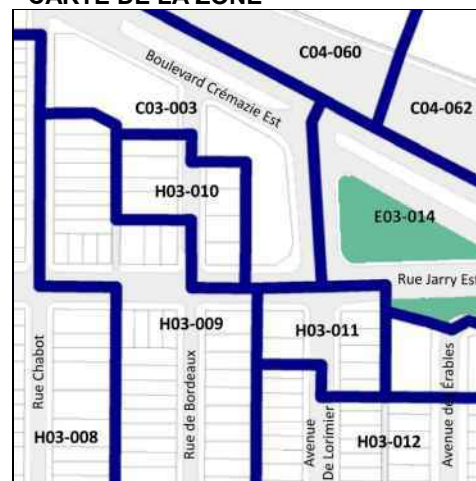 CARTE DE LA ZONE
C04-060
Boulevard Crémazie Est
C03-003
C04-062
H03-010
E03-014
Rue Jarry Est
H03-009
H03-011
Rue Chabot
Rue de Bordeaux
Avenue
De Lorimier
Avenue des Érables
H03-008
H03-012